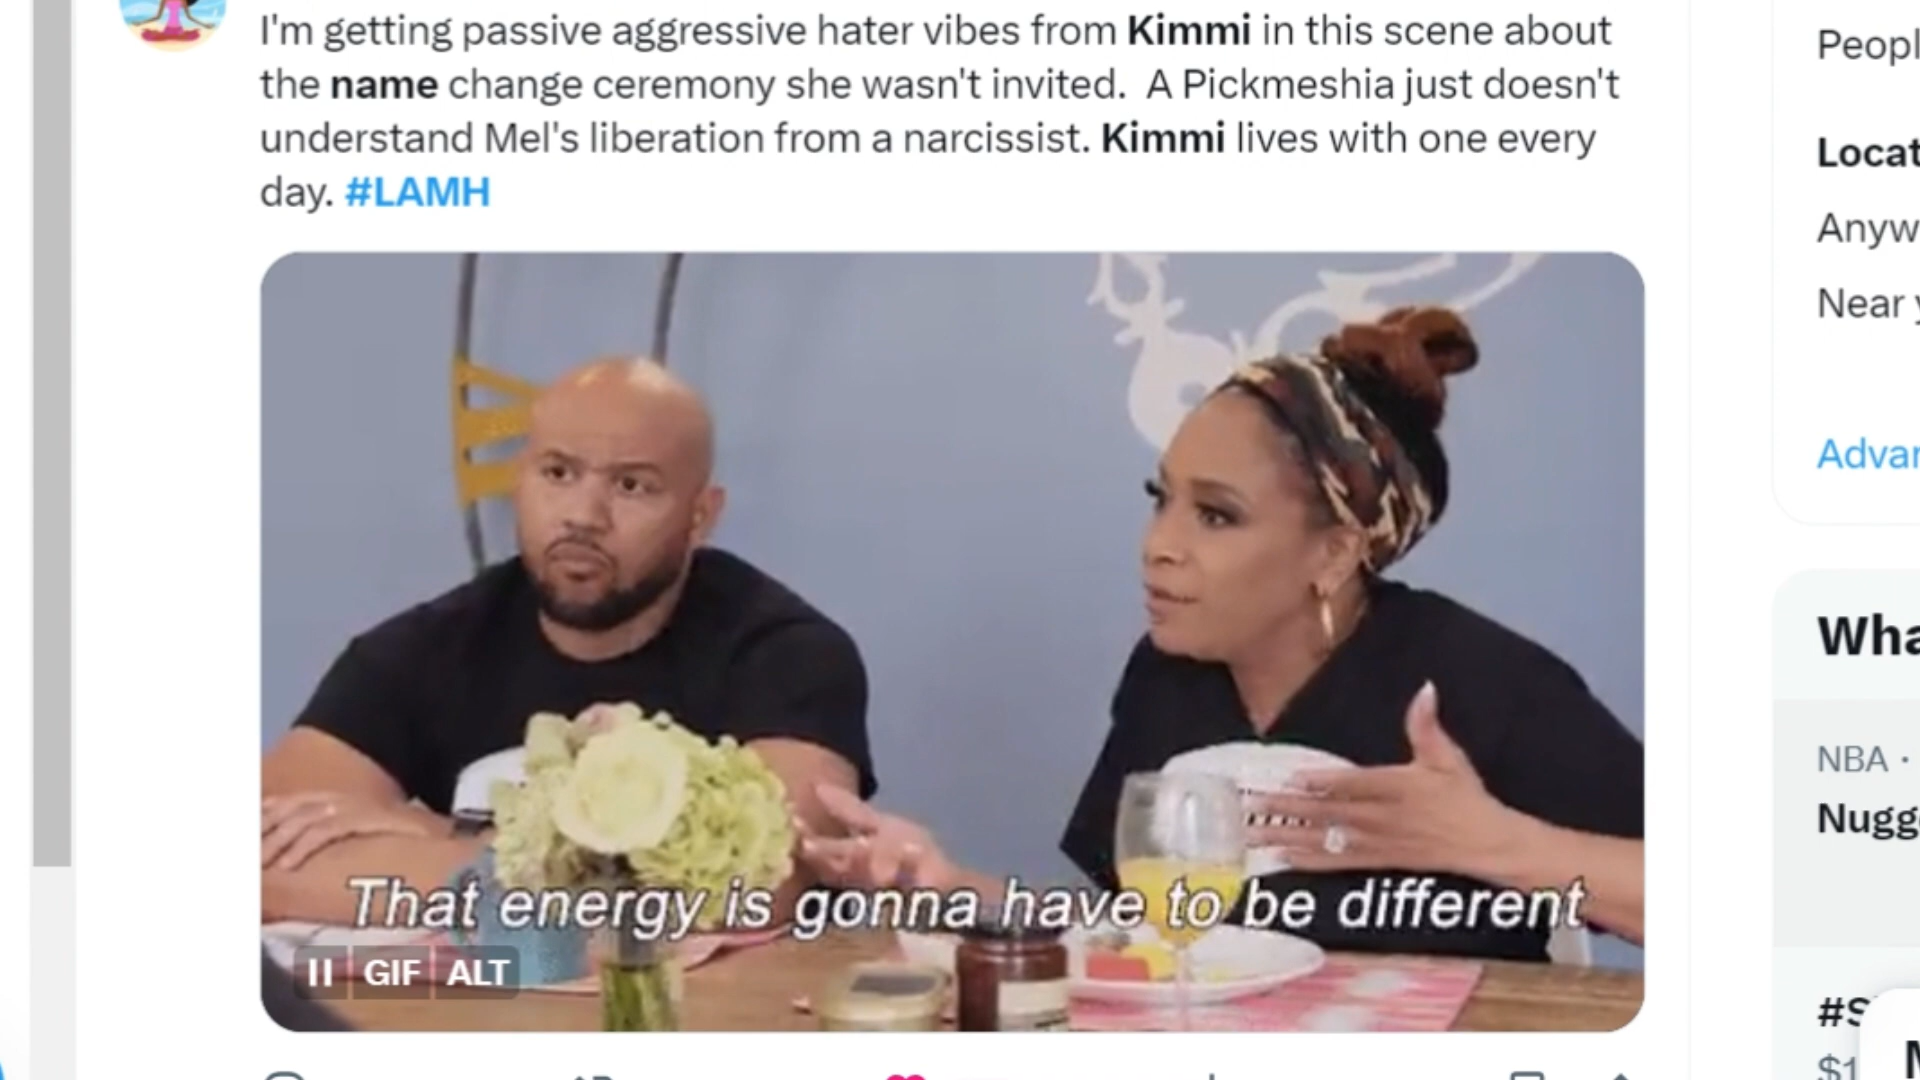 I'm getting passive aggressive hater vibes from Kimmi in this scene about
the name change ceremony she wasn't invited. A Pickmeshia just doesn't
understand Mel's liberation from a narcissist. Kimmi lives with one every
day. #LAMH
That energy is gonna have to be different
II GIF ALT
Peopl
Locat
Anyw
Near y
Advan
Wha
NBA ·
Nugg
#S
$1
M